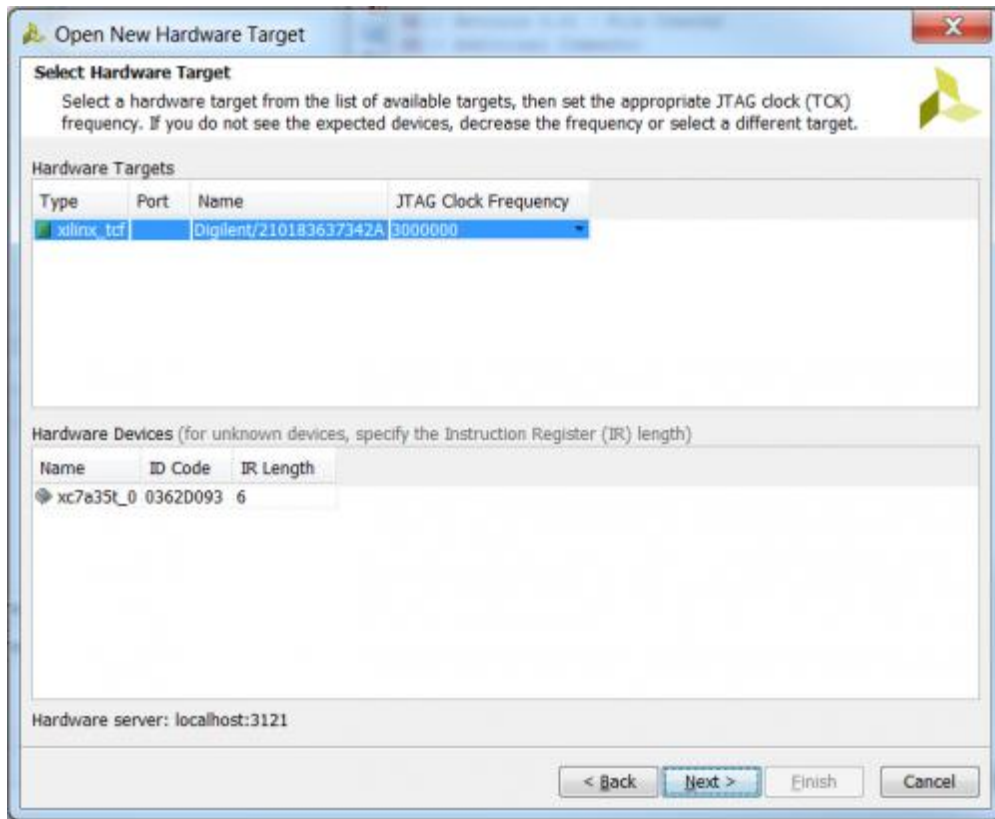 Open New Hardware Target
Select Hardware Target
Select a hardware target from the list of available targets, then set the appropriate JTAG clock (TCK)
frequency. If you do not see the expected devices, decrease the frequency or select a different target.
Hardware Targets
Type Port Name JTAG Clock Frequency
xilinx_tcf Digilent/210183637342A 3000000
Hardware Devices (for unknown devices, specify the Instruction Register (IR) length)
Name ID Code IR Length
xc7a35t_0 0362D093 6
Hardware server: localhost:3121
< Back Next > Finish Cancel